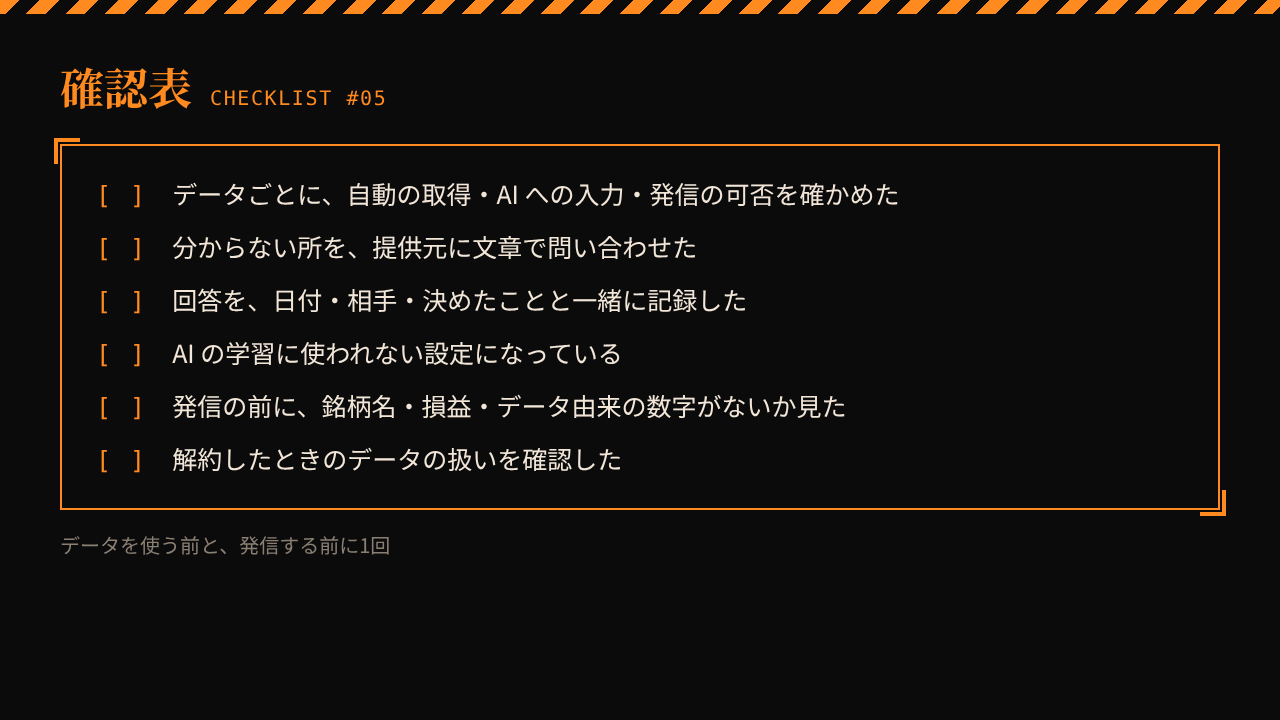 確認表 CHECKLIST #05
[ ] データごとに、自動の取得・AI への入力・発信の可否を確かめた
[ ] 分からない所を、提供元に文章で問い合わせた
[ ] 回答を、日付・相手・決めたことと一緒に記録した
[ ] AI の学習に使われない設定になっている
[ ] 発信の前に、銘柄名・損益・データ由来の数字がないか見た
[ ] 解約したときのデータの扱いを確認した
データを使う前と、発信する前に1回